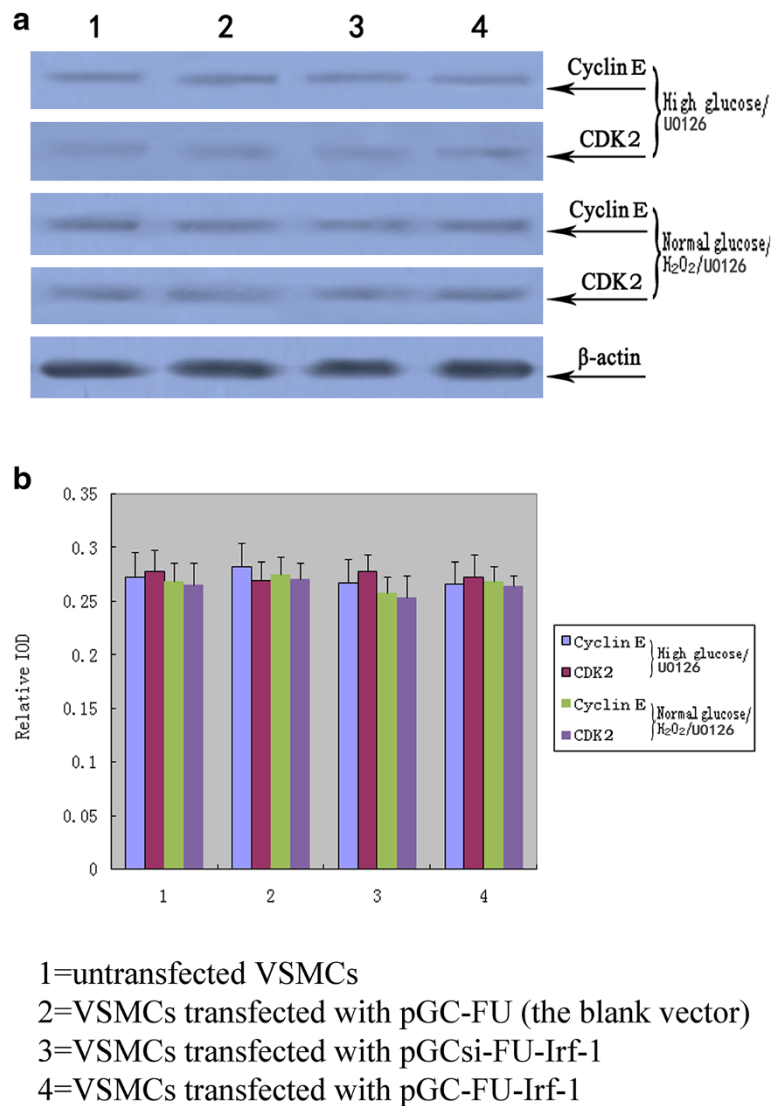 a
1 2 3 4
Cyclin E
CDK2
High glucose/
U0126
Cyclin E
CDK2
Normal glucose/
H₂O₂/U0126
β-actin
b
Relative IOD
0.35
0.3
0.25
0.2
0.15
0.1
0.05
0
1 2 3 4
Cyclin E
CDK2
High glucose/
U0126
Cyclin E
CDK2
Normal glucose/
H₂O₂/U0126
1=untransfected VSMCs
2=VSMCs transfected with pGC-FU (the blank vector)
3=VSMCs transfected with pGCsi-FU-Irf-1
4=VSMCs transfected with pGC-FU-Irf-1